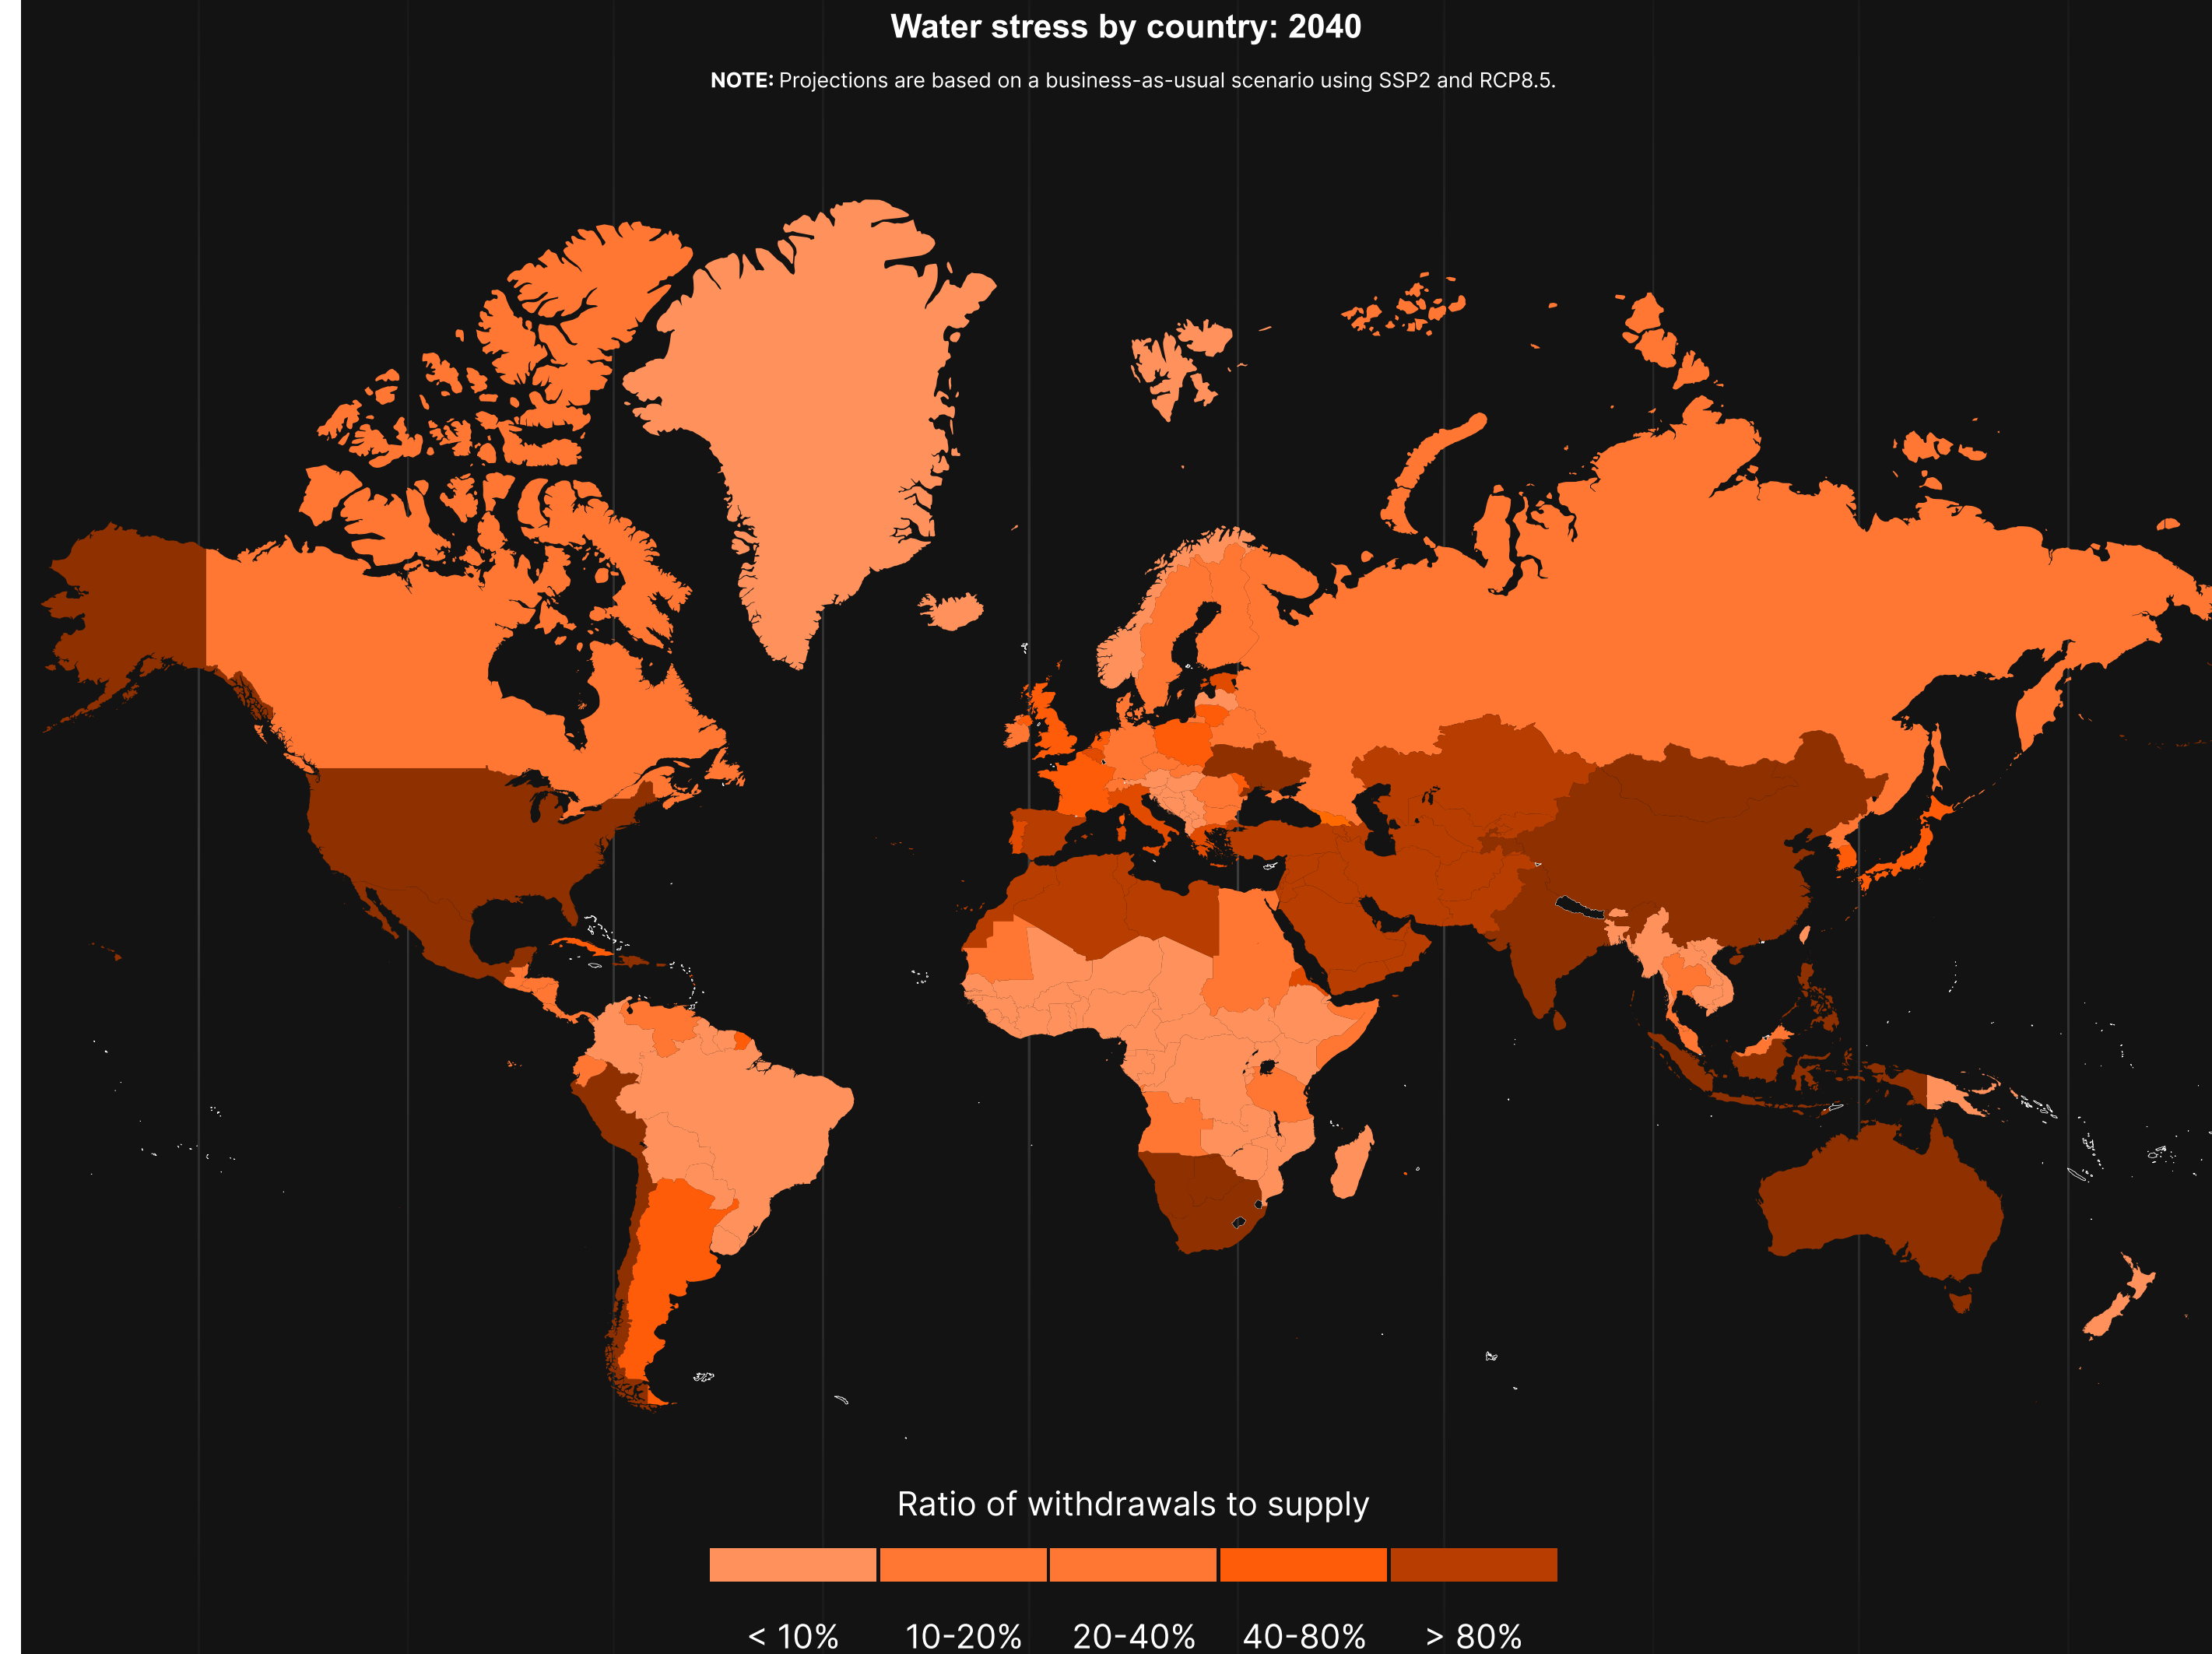 Water stress by country: 2040
NOTE: Projections are based on a business-as-usual scenario using SSP2 and RCP8.5.
Ratio of withdrawals to supply
< 10% 10-20% 20-40% 40-80% > 80%